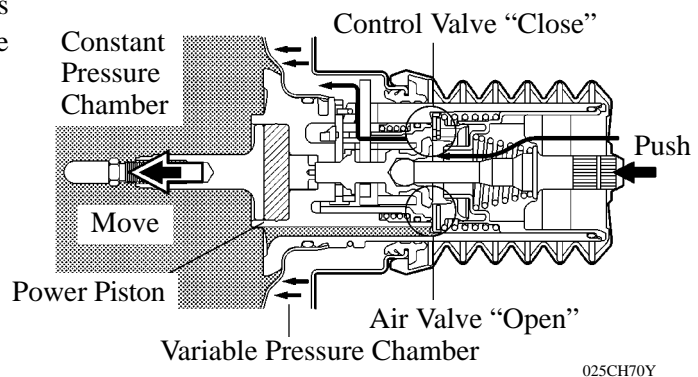 s
e
Control Valve “Close”
Constant
Pressure
Chamber
Push
Move
Power Piston
Air Valve “Open”
Variable Pressure Chamber
025CH70Y